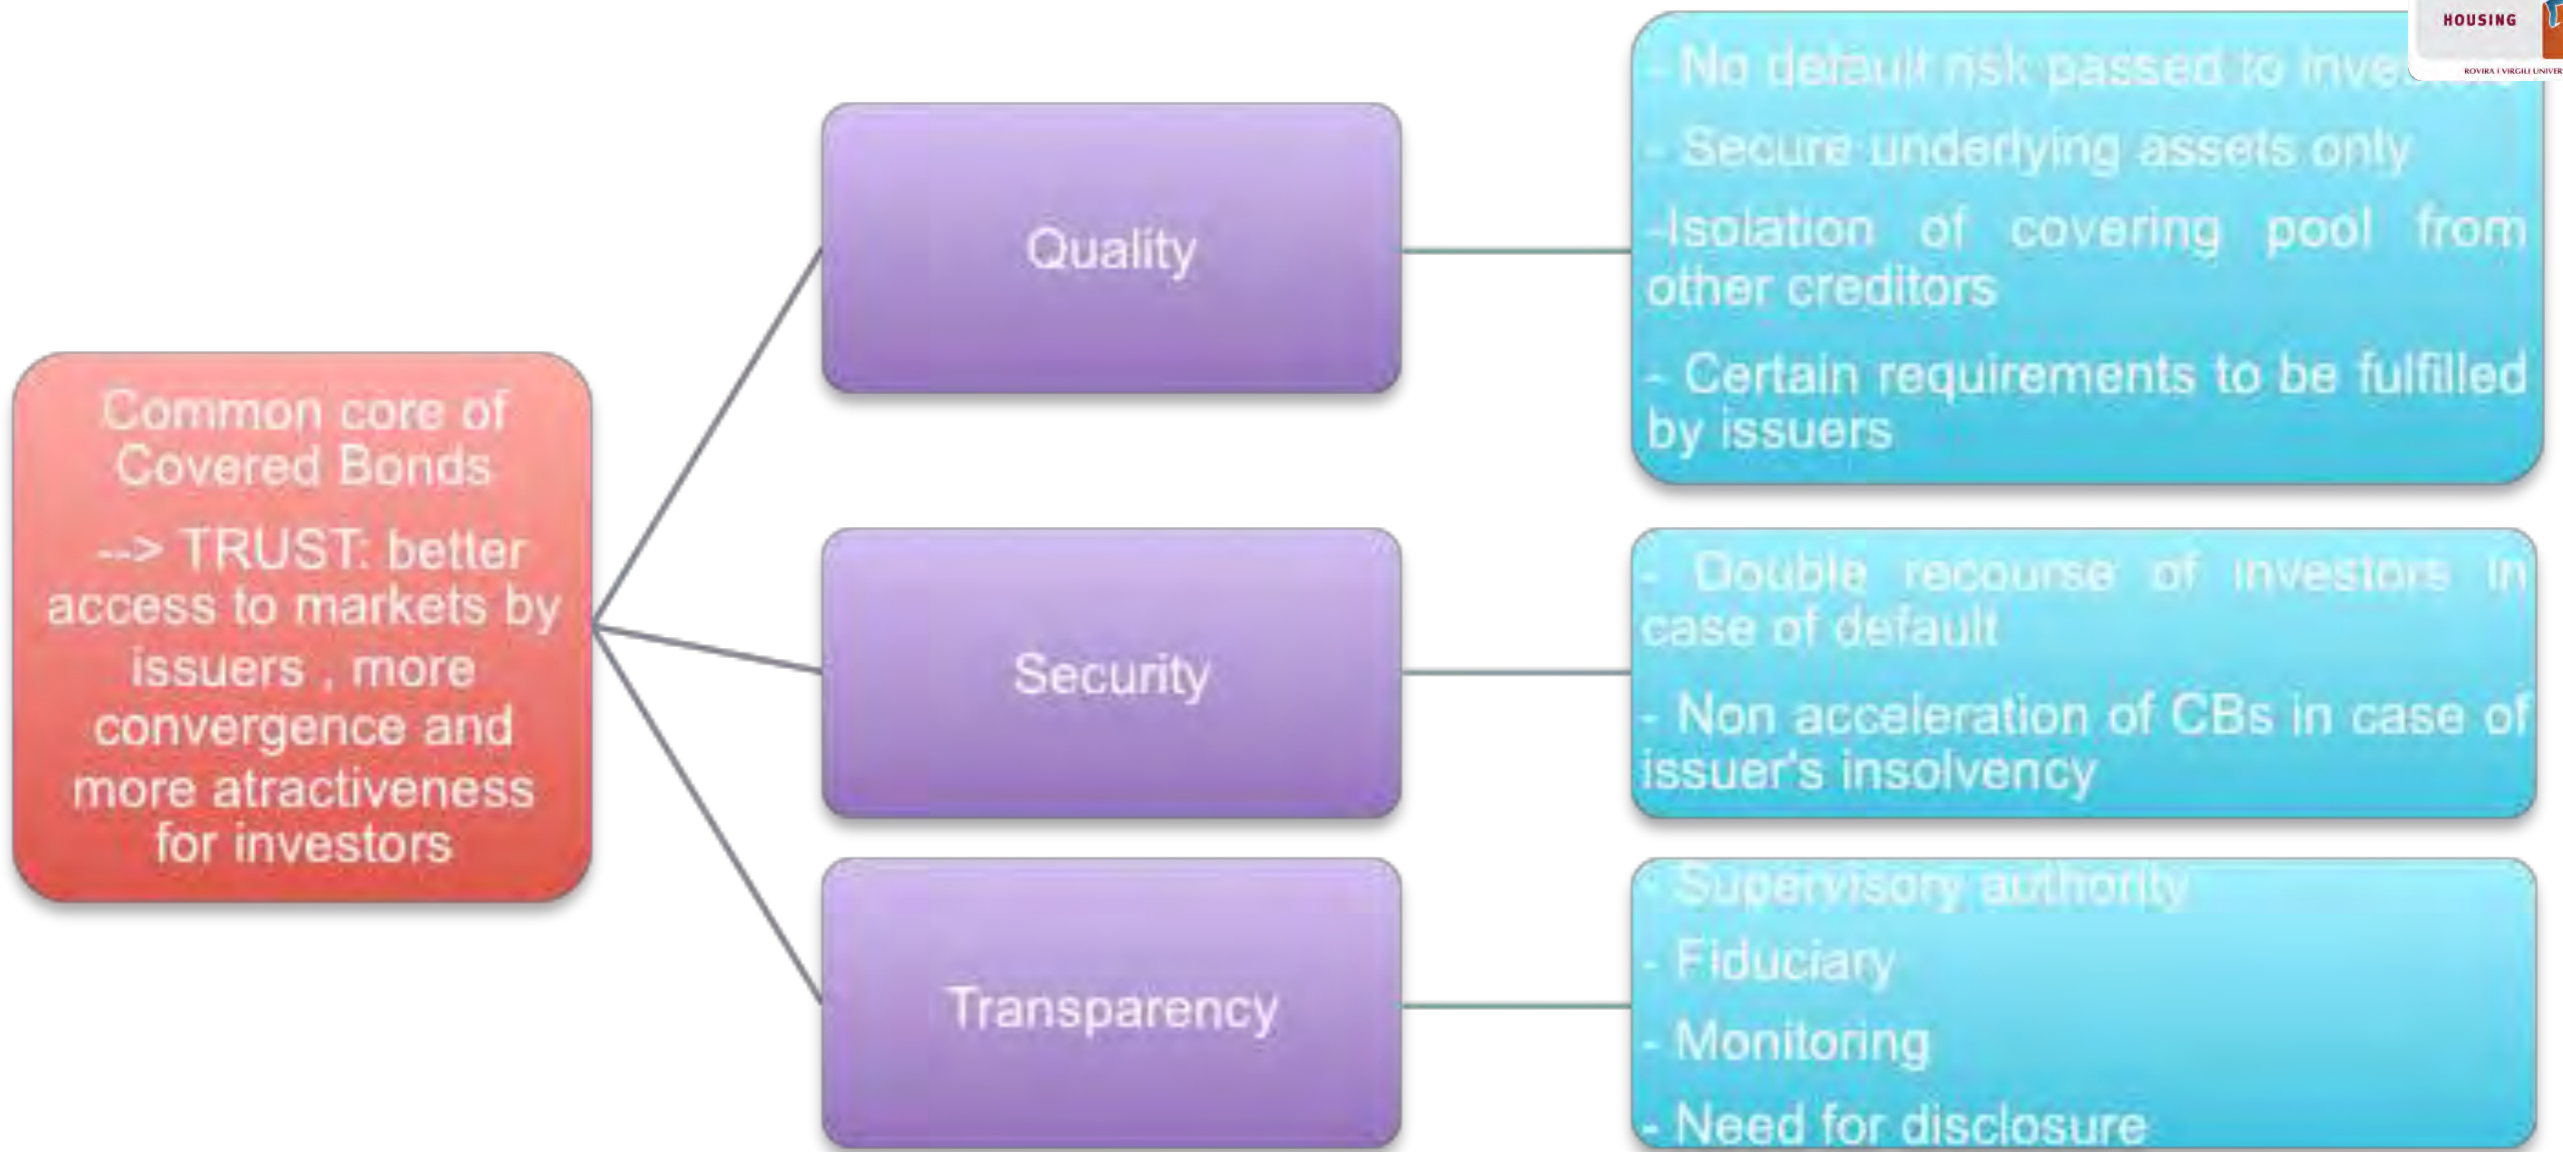 HOUSING
ROVIRA I VIRGILI
- No default risk passed to
- Secure underlying assets only
-Isolation of covering pool from
other creditors
- Certain requirements to be fulfilled
by issuers
Quality
Common core of
Covered Bonds
--> TRUST: better
access to markets by
issuers , more
convergence and
more atractiveness
for investors
Security
- Double recourse of investors in
case of default
- Non acceleration of CBs in case of
issuer's insolvency
Transparency
- Supervisory authority
- Fiduciary
- Monitoring
- Need for disclosure